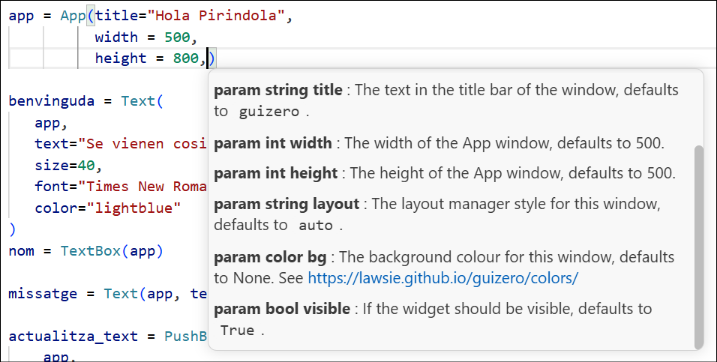 app = App(title="Hola Pirindola",
width = 500,
height = 800,)
param string title : The text in the title bar of the window, defaults
to guizero .
param int width : The width of the App window, defaults to 500.
param int height : The height of the App window, defaults to 500.
param string layout : The layout manager style for this window,
defaults to auto .
param color bg : The background colour for this window, defaults
to None. See https://lawsie.github.io/guizero/colors/
param bool visible : If the widget should be visible, defaults to
True .
benvinguda = Text(
app,
text="Se vienen cosi
size=40,
font="Times New Roma
color="lightblue"
)
nom = TextBox(app)
missatge = Text(app, te
actualitza_text = PushB
app,